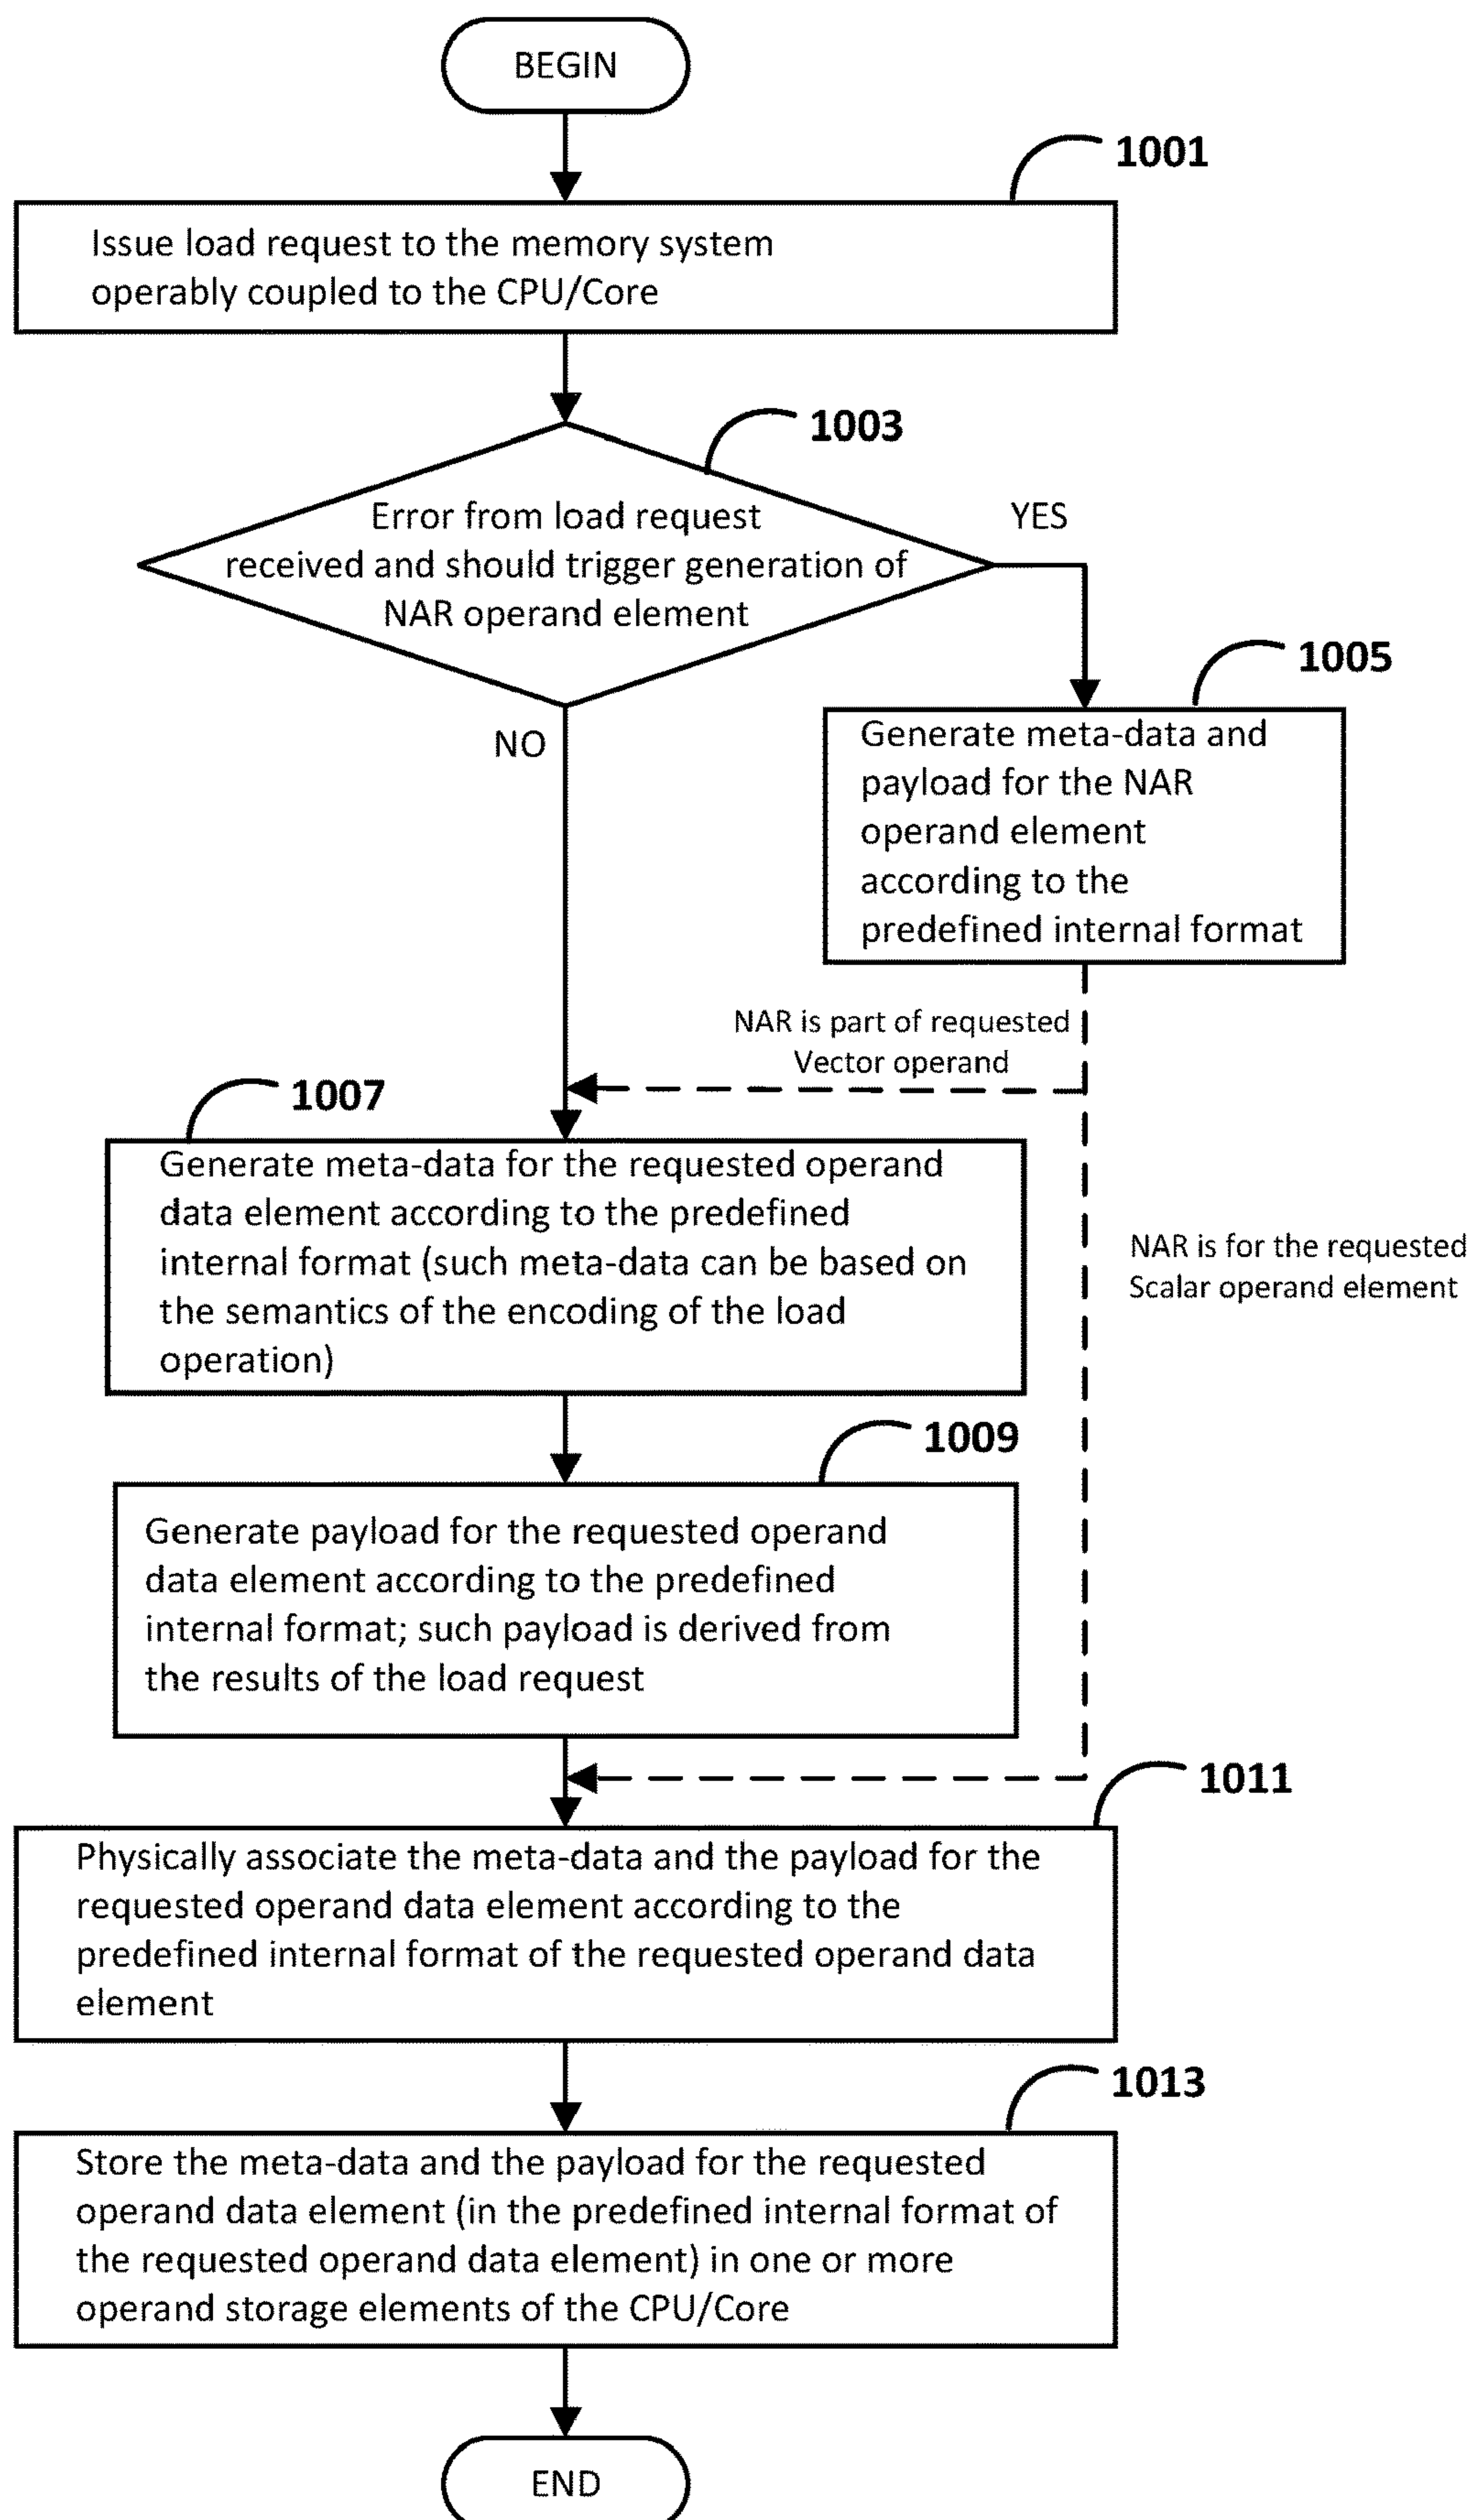 BEGIN
1001
Issue load request to the memory system
operably coupled to the CPU/Core
1003
Error from load request
received and should trigger generation of
NAR operand element
YES
NO
1005
Generate meta-data and
payload for the NAR
operand element
according to the
predefined internal format
NAR is part of requested
Vector operand
1007
Generate meta-data for the requested operand
data element according to the predefined
internal format (such meta-data can be based on
the semantics of the encoding of the load
operation)
NAR is for the requested
Scalar operand element
1009
Generate payload for the requested operand
data element according to the predefined
internal format; such payload is derived from
the results of the load request
1011
Physically associate the meta-data and the payload for the
requested operand data element according to the
predefined internal format of the requested operand data
element
1013
Store the meta-data and the payload for the requested
operand data element (in the predefined internal format of
the requested operand data element) in one or more
operand storage elements of the CPU/Core
END